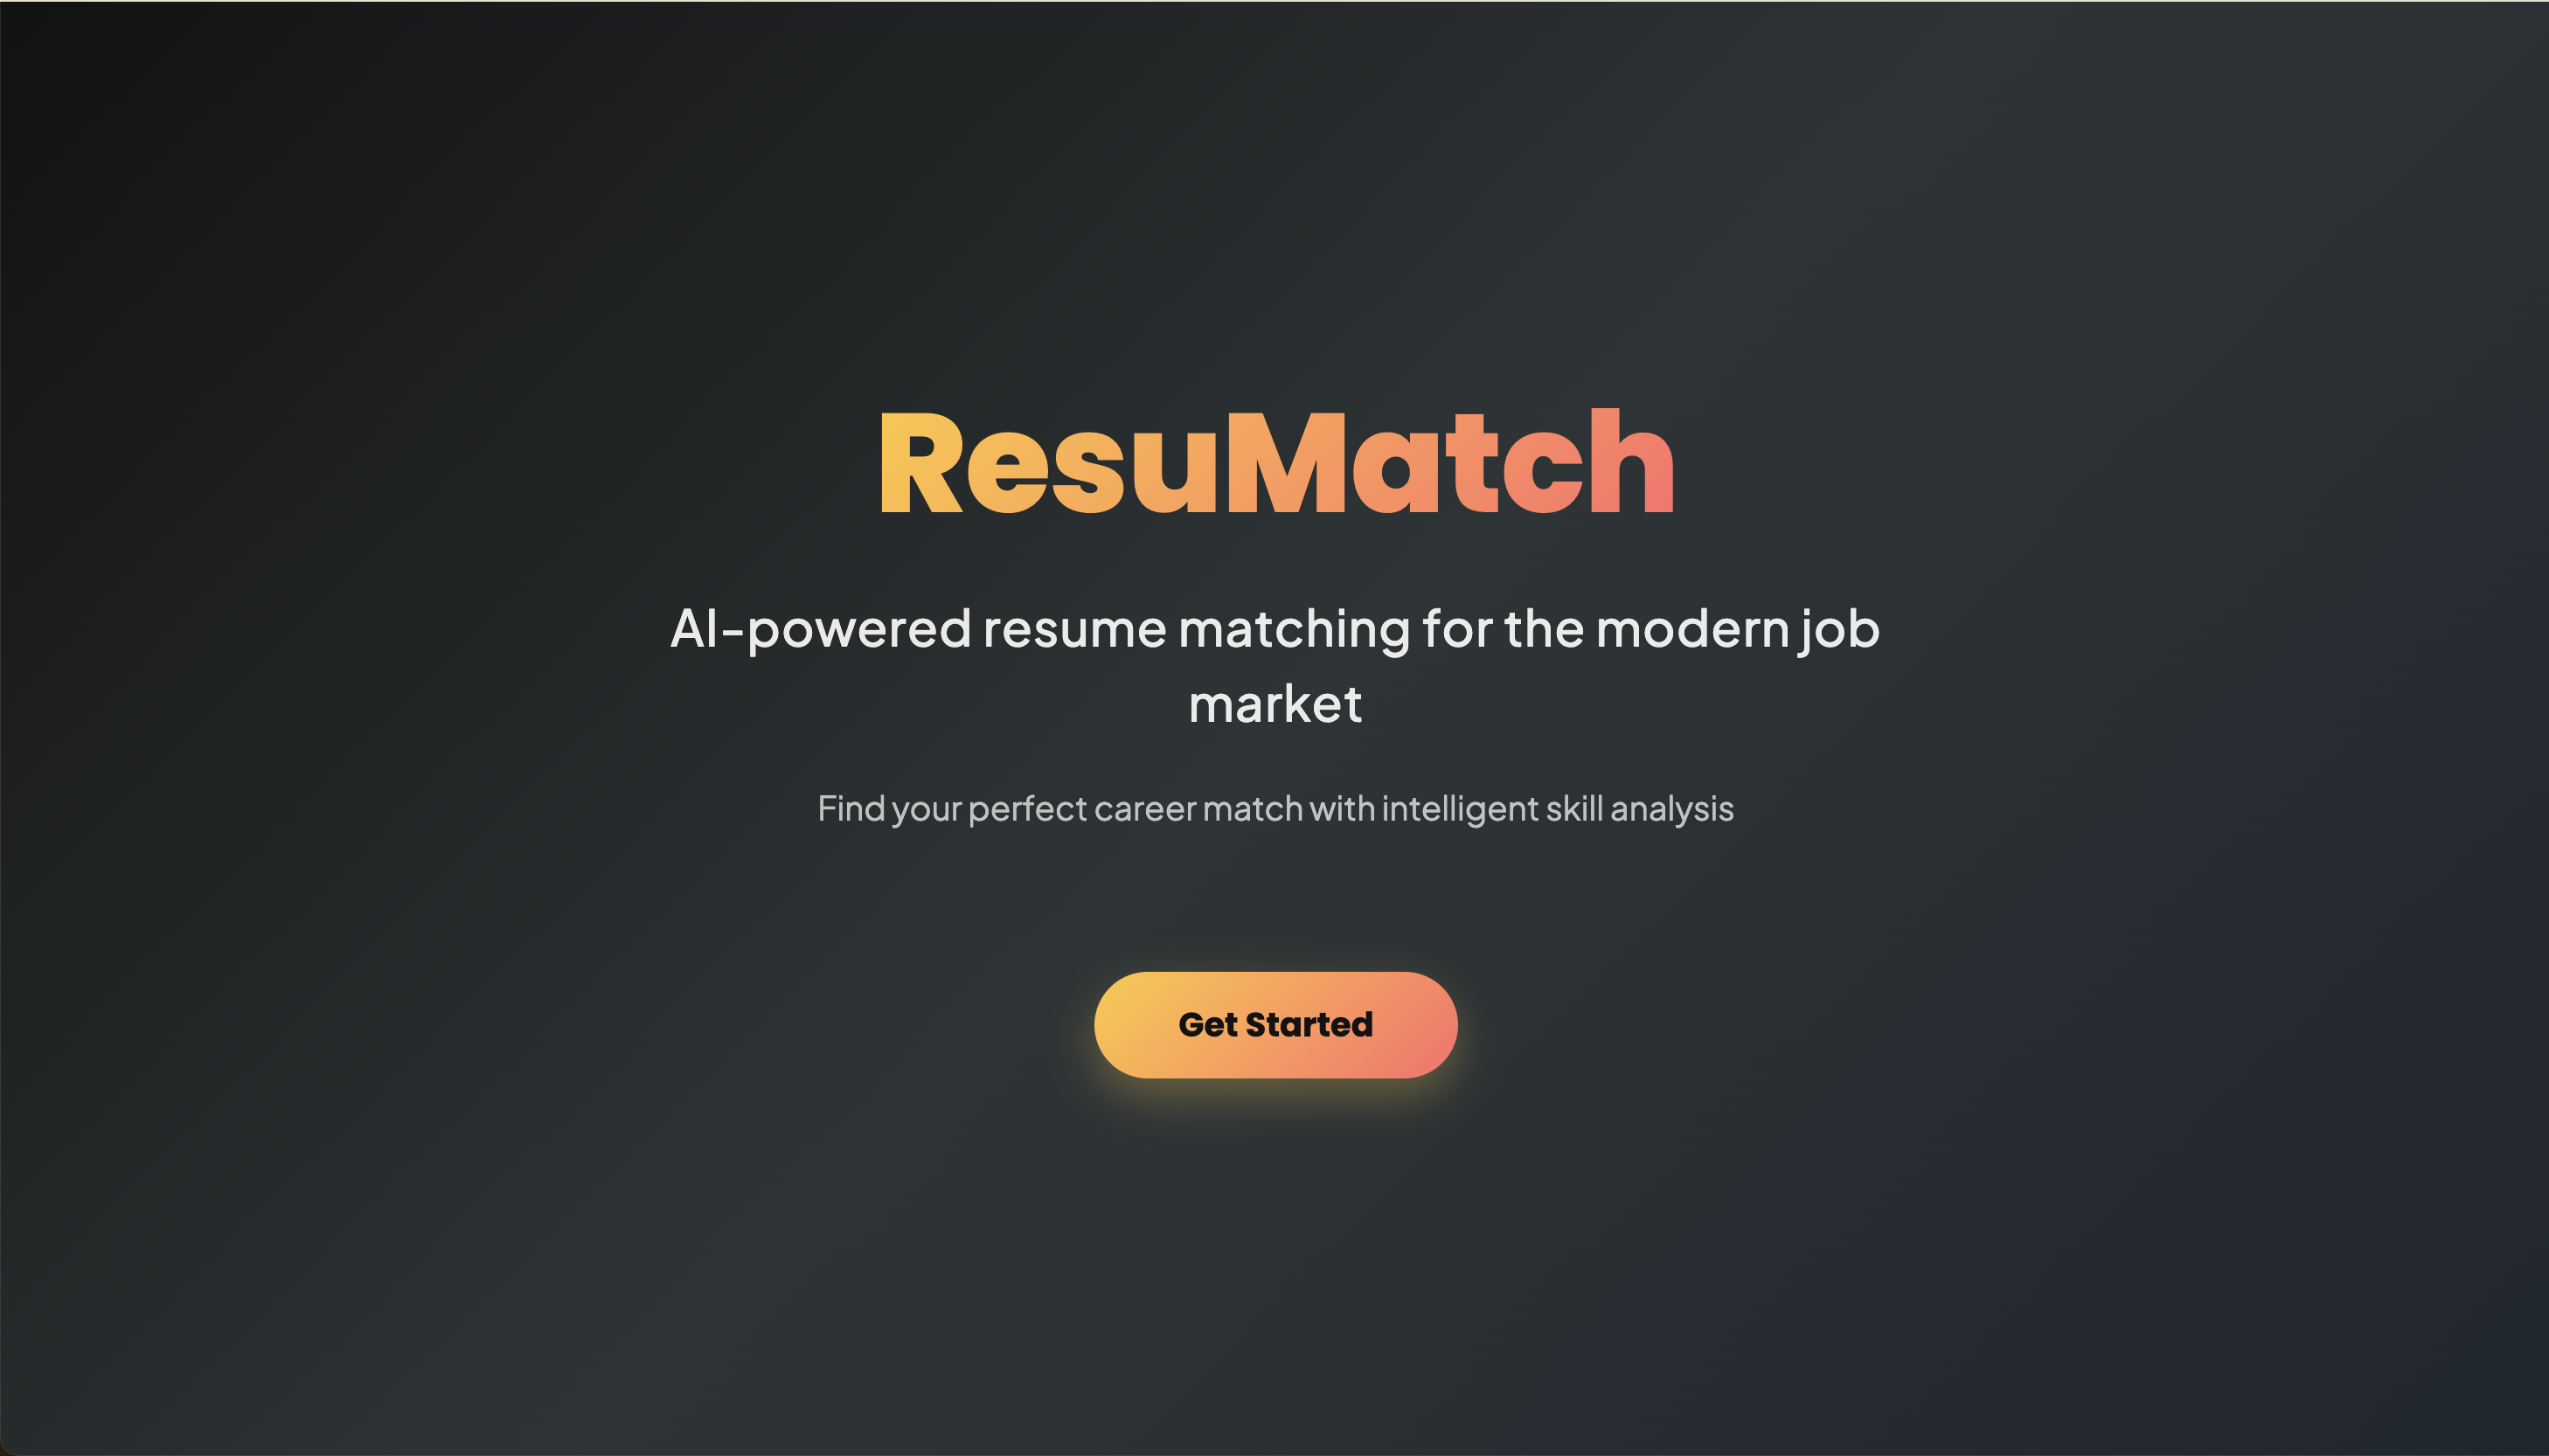 ResuMatch
AI-powered resume matching for the modern job
market
Find your perfect career match with intelligent skill analysis
Get Started